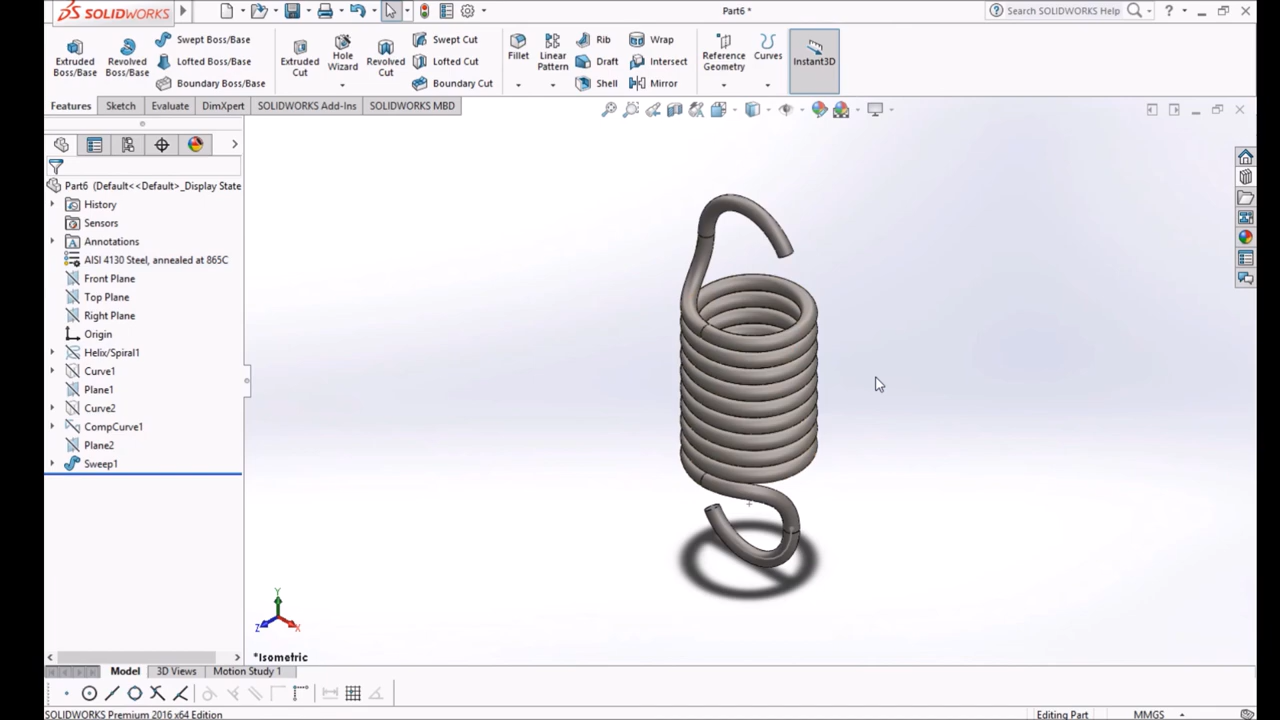 SOLIDWORKS
Part6 *
Search SOLIDWORKS Help
Extruded Boss/Base
Revolved Boss/Base
Swept Boss/Base
Lofted Boss/Base
Boundary Boss/Base
Extruded Cut
Hole Wizard
Revolved Cut
Swept Cut
Lofted Cut
Boundary Cut
Fillet
Linear Pattern
Rib
Draft
Shell
Wrap
Intersect
Mirror
Reference Geometry
Curves
Instant3D
Features
Sketch
Evaluate
DimXpert
SOLIDWORKS Add-Ins
SOLIDWORKS MBD
Part6 (Default<<Default>_Display State
History
Sensors
Annotations
AISI 4130 Steel, annealed at 865C
Front Plane
Top Plane
Right Plane
Origin
Helix/Spiral1
Curve1
Plane1
Curve2
CompCurve1
Plane2
Sweep1
Y
Z
X
*Isometric
Model
3D Views
Motion Study 1
SOLIDWORKS Premium 2016 x64 Edition
Editing Part
MMGS